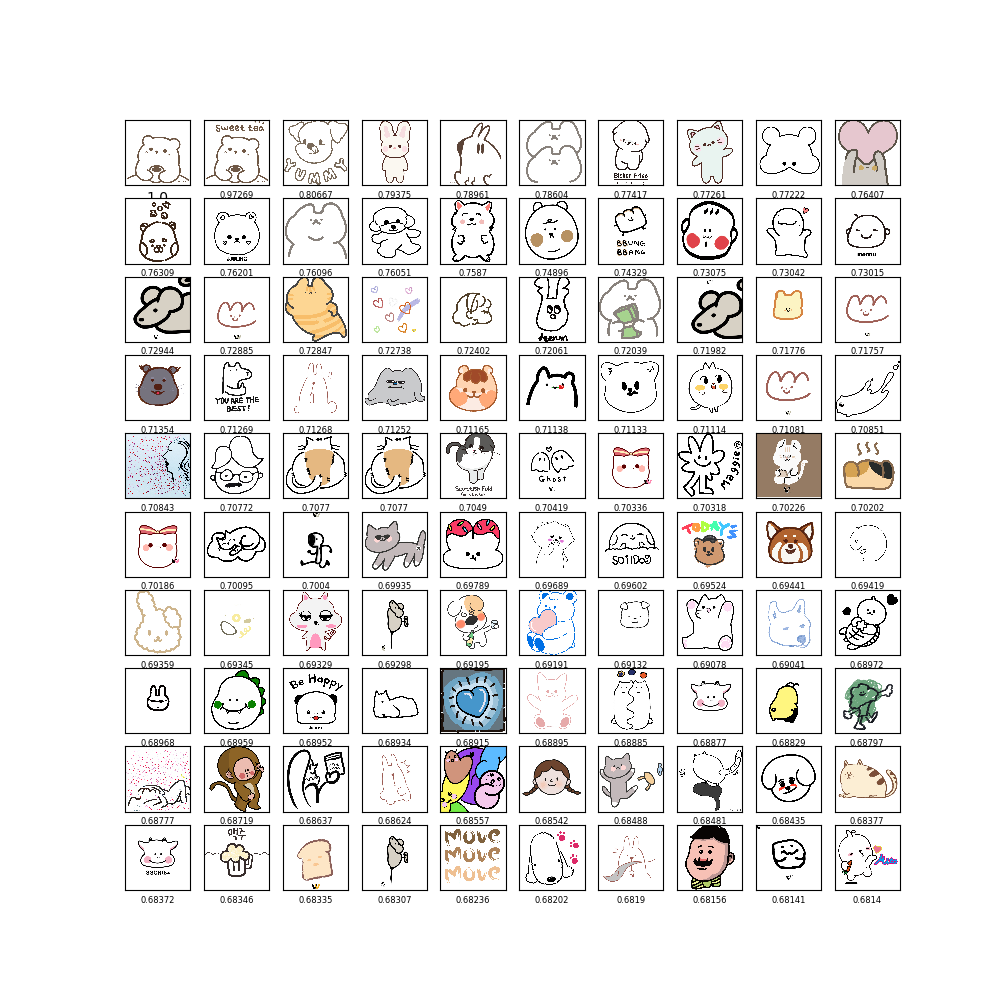 Sweet tea
YUMMY
Bicker Friee
1.0 0.97269 0.80667 0.79375 0.78961 0.78604 0.77417 0.77261 0.77222 0.76407
BBUNG
BBANG
mennu
0.76309 0.76201 0.76096 0.76051 0.7587 0.74896 0.74329 0.73075 0.73042 0.73015
0.72944 0.72885 0.72847 0.72738 0.72402 0.72061 0.72039 0.71982 0.71776 0.71757
YOU ARE THE
BEST!
0.71354 0.71269 0.71268 0.71252 0.71165 0.71138 0.71133 0.71114 0.71081 0.70851
Scottish Fold
Ghost
Maggie
0.70843 0.70772 0.7077 0.7077 0.7049 0.70419 0.70336 0.70318 0.70226 0.70202
SOIIDOG
TODAY'S
0.70186 0.70095 0.7004 0.69935 0.69789 0.69689 0.69602 0.69524 0.69441 0.69419
0.69359 0.69345 0.69329 0.69298 0.69195 0.69191 0.69132 0.69078 0.69041 0.68972
Be Happy
0.68968 0.68959 0.68952 0.68934 0.68915 0.68895 0.68885 0.68877 0.68829 0.68797
0.68777 0.68719 0.68637 0.68624 0.68557 0.68542 0.68488 0.68481 0.68435 0.68377
맥주
MOVE
MOVE
MOVE
0.68372 0.68346 0.68335 0.68307 0.68236 0.68202 0.6819 0.68156 0.68141 0.6814